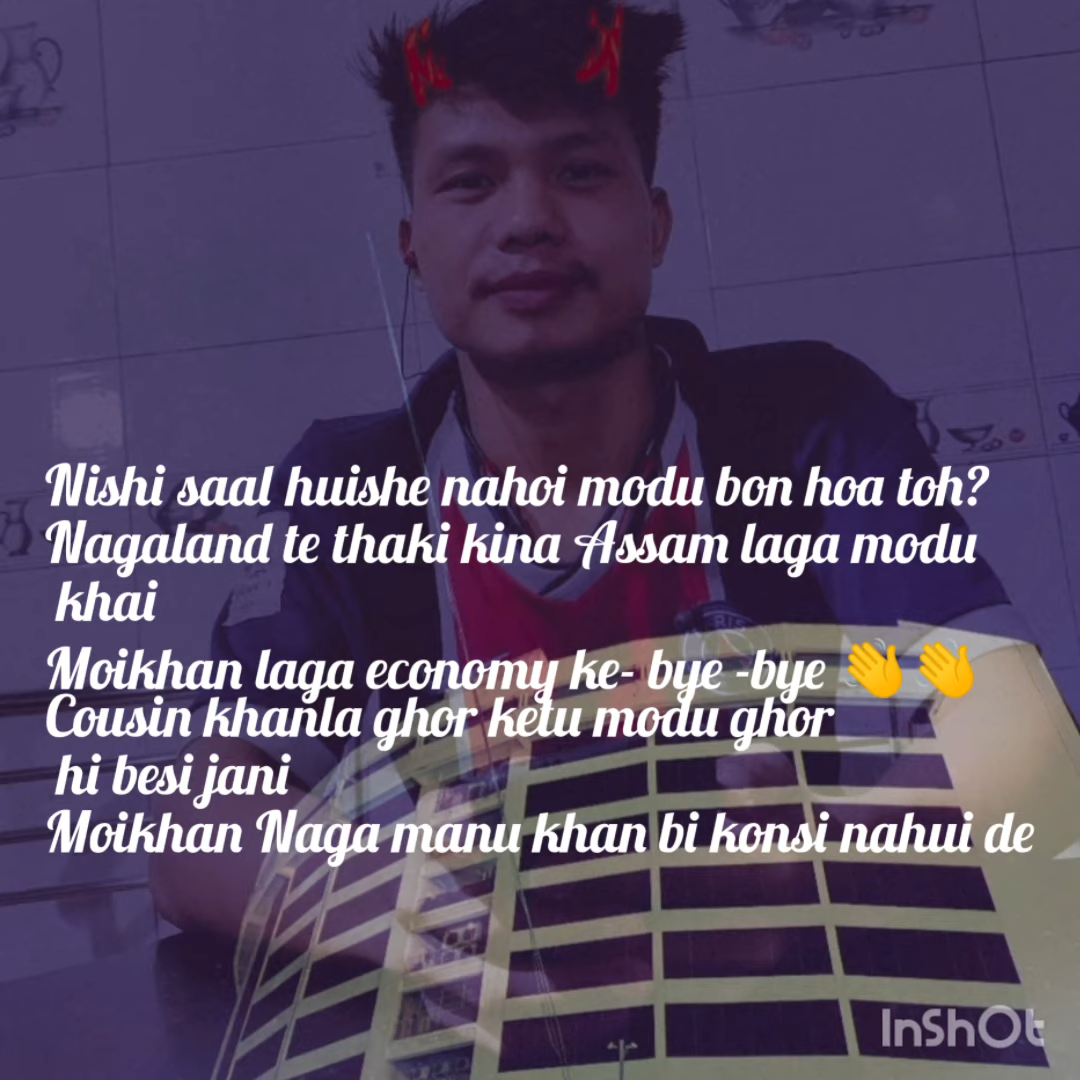 Nishi saal huishe nahoi modu bon hoa toh?
Nagaland te thaki kina Assam laga modu
khai
Moikhan laga economy ke- bye -bye 👋 👋
Cousin khanla ghor ketu modu ghor
hi besi jani
Moikhan Naga manu khan bi konsi nahui de
InShOt